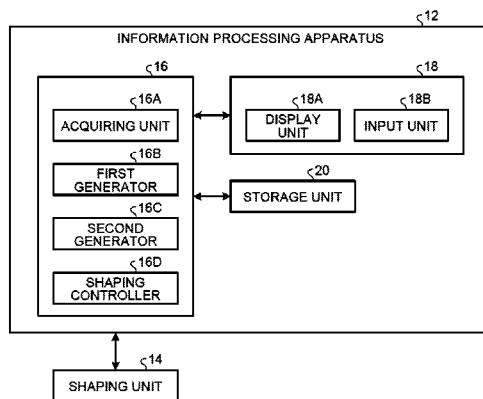 12
INFORMATION PROCESSING APPARATUS
16
18
16A
ACQUIRING UNIT
18A
DISPLAY
UNIT
18B
INPUT UNIT
16B
FIRST
GENERATOR
20
STORAGE UNIT
16C
SECOND
GENERATOR
16D
SHAPING
CONTROLLER
14
SHAPING UNIT